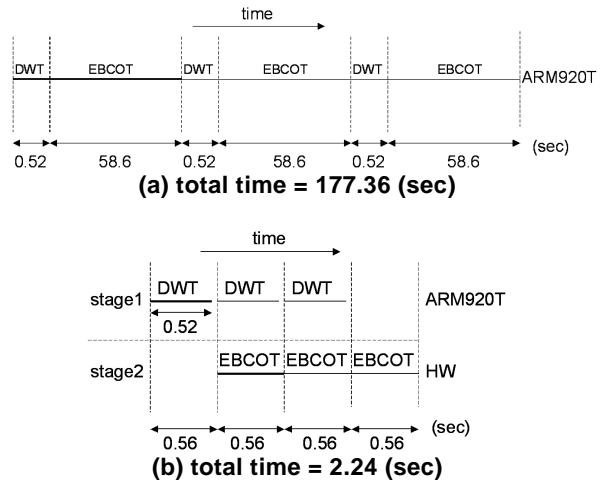 time
DWT EBCOT DWT EBCOT DWT EBCOT ARM920T
0.52 58.6 0.52 58.6 0.52 58.6 (sec)
(a) total time = 177.36 (sec)
time
stage1 DWT DWT DWT ARM920T
0.52
stage2 EBCOT EBCOT EBCOT HW
0.56 0.56 0.56 0.56 (sec)
(b) total time = 2.24 (sec)